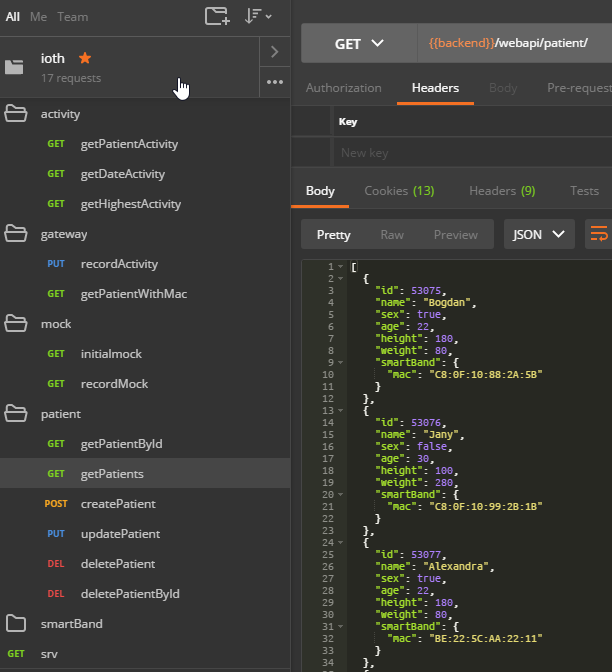 All Me Team
ioth
17 requests
activity
GET getPatientActivity
GET getDateActivity
GET getHighestActivity
gateway
PUT recordActivity
GET getPatientWithMac
mock
GET initialmock
GET recordMock
patient
GET getPatientById
GET getPatients
POST createPatient
PUT updatePatient
DEL deletePatient
DEL deletePatientById
smartBand
GET srv
GET {{backend}}/webapi/patient/
Authorization Headers Body Pre-request
Key
New key
Body Cookies (13) Headers (9) Tests
Pretty Raw Preview JSON
1 [
2 {
3 "id": 53075,
4 "name": "Bogdan",
5 "sex": true,
6 "age": 22,
7 "height": 180,
8 "weight": 80,
9 "smartBand": {
10 "mac": "C8:0F:10:88:2A:5B"
11 }
12 },
13 {
14 "id": 53076,
15 "name": "Jany",
16 "sex": false,
17 "age": 30,
18 "height": 100,
19 "weight": 280,
20 "smartBand": {
21 "mac": "C8:0F:10:99:2B:1B"
22 }
23 },
24 {
25 "id": 53077,
26 "name": "Alexandra",
27 "sex": true,
28 "age": 22,
29 "height": 180,
30 "weight": 80,
31 "smartBand": {
32 "mac": "BE:22:5C:AA:22:11"
33 }
34 },